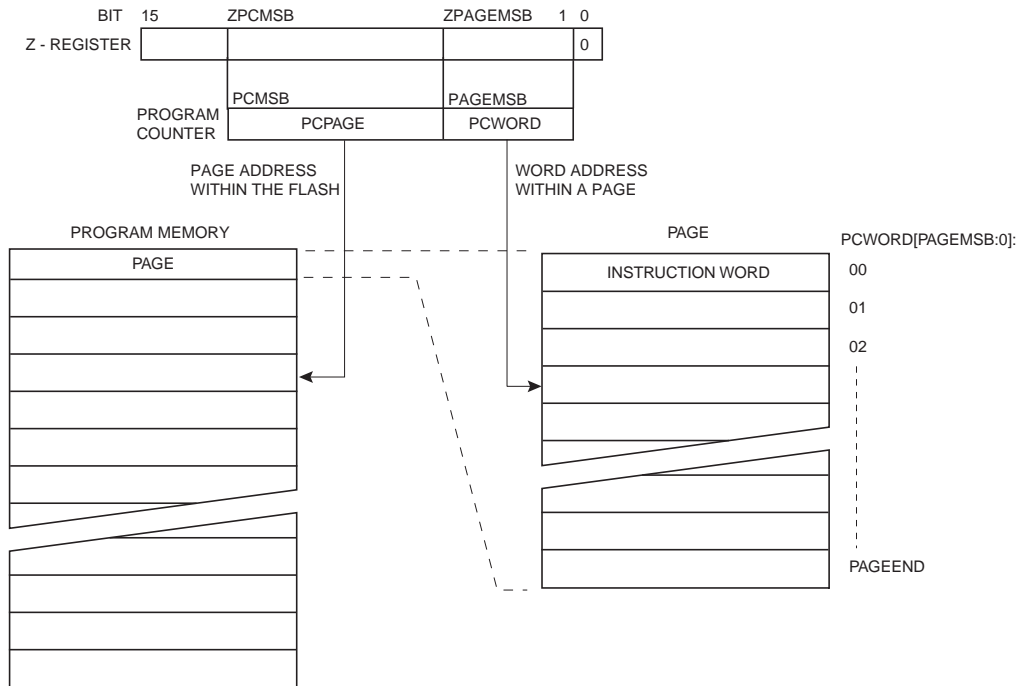 BIT 15 ZPCMSB ZPAGEMSB 1 0
Z - REGISTER 0
PCMSB PAGEMSB
PROGRAM
COUNTER
PCPAGE PCWORD
PAGE ADDRESS
WITHIN THE FLASH
WORD ADDRESS
WITHIN A PAGE
PROGRAM MEMORY
PAGE
PAGE
PCWORD[PAGEMSB:0]:
INSTRUCTION WORD 00
01
02
PAGEEND